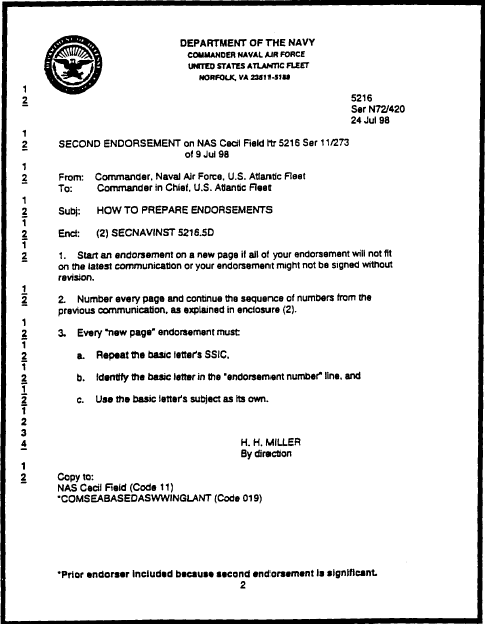 DEPARTMENT OF THE NAVY
COMMANDER NAVAL AIR FORCE
UNITED STATES ATLANTIC FLEET
NORFOLK, VA 23511-5188
1
2
5216
Ser N72/420
24 Jul 98
1
2 SECOND ENDORSEMENT on NAS Cecil Field ltr 5216 Ser 11/273
of 9 Jul 98
1
2 From: Commander, Naval Air Force, U.S. Atlantic Fleet
To: Commander in Chief, U.S. Atlantic Fleet
1
2 Subj: HOW TO PREPARE ENDORSEMENTS
1
2 Encl: (2) SECNAVINST 5216.5D
1
2 1. Start an endorsement on a new page if all of your endorsement will not fit
on the latest communication or your endorsement might not be signed without
revision.
1
2 2. Number every page and continue the sequence of numbers from the
previous communication, as explained in enclosure (2).
1
2 3. Every "new page" endorsement must:
1
2 a. Repeat the basic letter's SSIC,
1
2 b. Identify the basic letter in the "endorsement number" line, and
1
2 c. Use the basic letter's subject as its own.
1
2
3
4 H. H. MILLER
By direction
1
2 Copy to:
NAS Cecil Field (Code 11)
*COMSEABASEDASWWINGLANT (Code 019)
*Prior endorser included because second endorsement is significant.
2